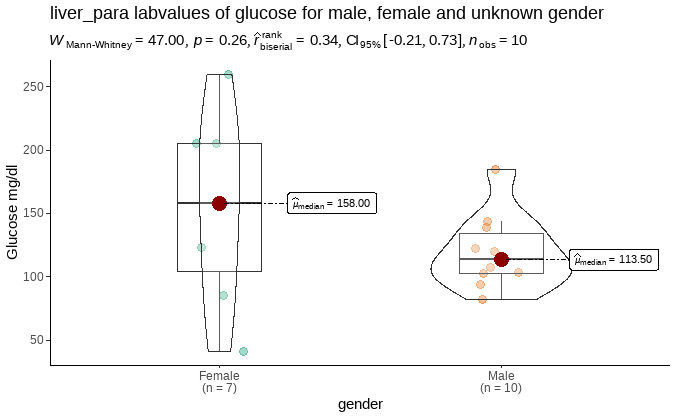 liver_para labvalues of glucose for male, female and unknown gender
W Mann-Whitney = 47.00, p = 0.26, r̂ rank biserial = 0.34, CI95% [-0.21, 0.73], n obs = 10
Glucose mg/dl
250
200
150
100
50
μ̂ median = 158.00
μ̂ median = 113.50
Female
(n = 7)
Male
(n = 10)
gender